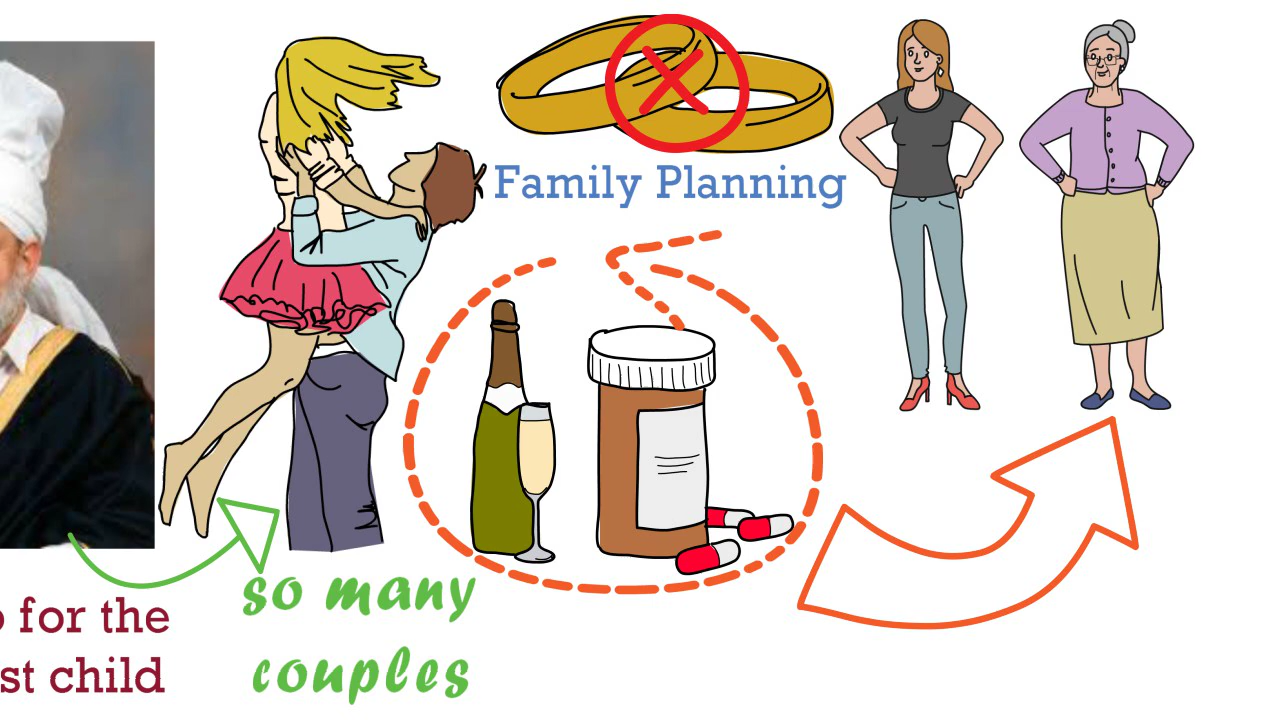 Family Planning
for the
child
so many
couples